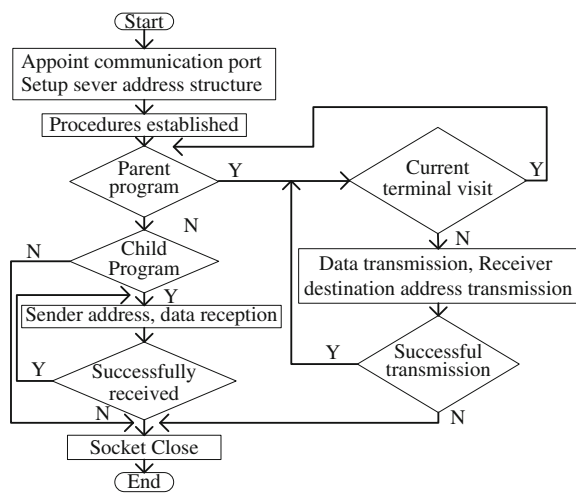 Start
Appoint communication port
Setup sever address structure
Procedures established
Parent
program
Y
N
Current
terminal visit
Y
N
Child
Program
N
Y
Data transmission, Receiver
destination address transmission
Sender address, data reception
Successful
transmission
Y
N
Successfully
received
Y
N
Socket Close
End